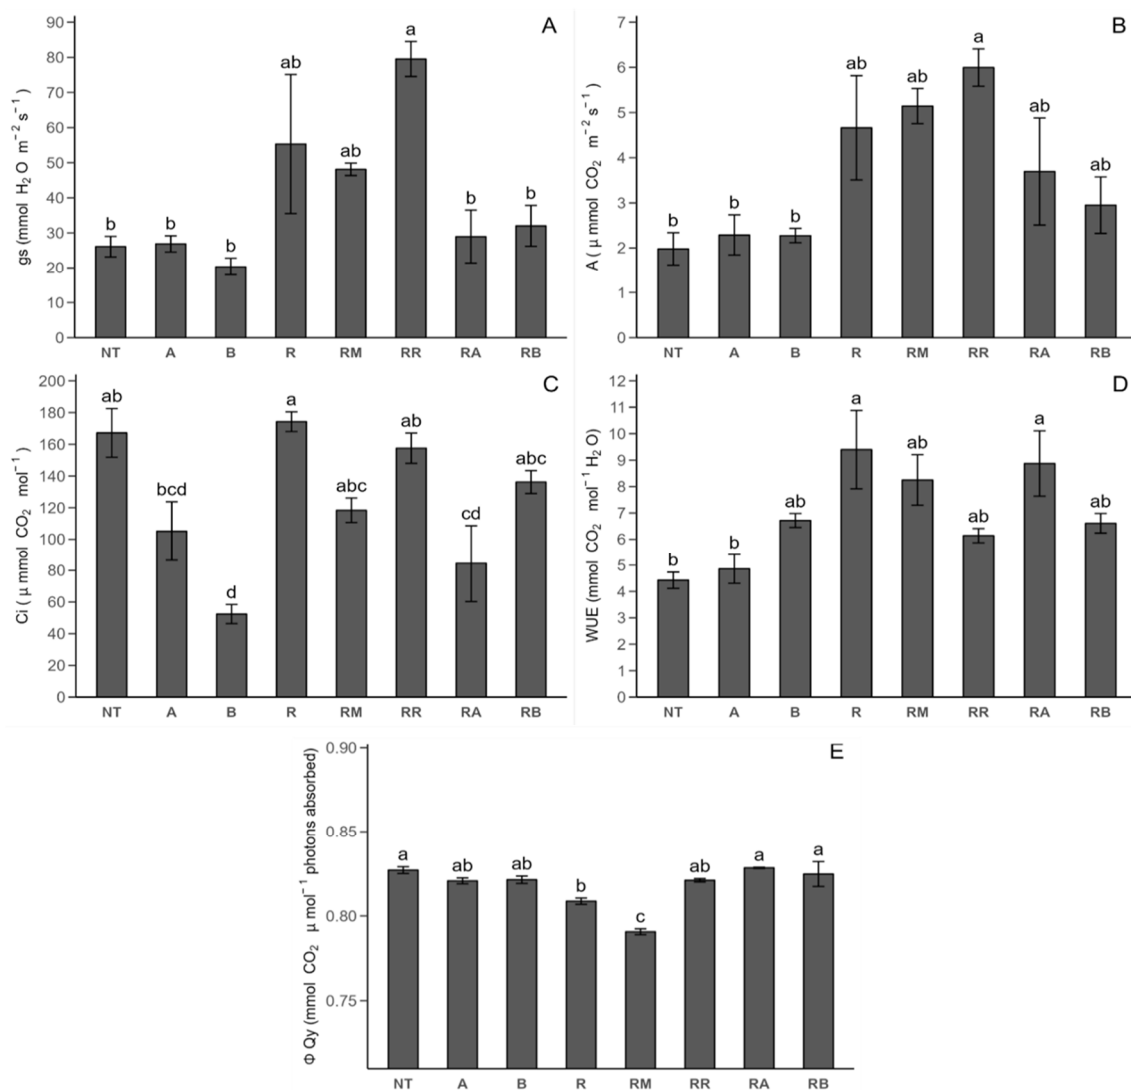 A
gs (mmol H₂O m⁻² s⁻¹)
90
80
70
60
50
40
30
20
10
0
b b b ab ab a b b
NT A B R RM RR RA RB
B
A (μ mmol CO₂ m⁻² s⁻¹)
7
6
5
4
3
2
1
0
b b b ab ab a ab ab
NT A B R RM RR RA RB
C
Ci (μ mmol CO₂ mol⁻¹)
200
180
160
140
120
100
80
60
40
20
0
ab bcd d a abc ab cd abc
NT A B R RM RR RA RB
D
WUE (mmol CO₂ mol⁻¹ H₂O)
12
11
10
9
8
7
6
5
4
3
2
1
0
b b ab a ab ab a ab
NT A B R RM RR RA RB
E
Φ Qy (mmol CO₂ μ mol⁻¹ photons absorbed)
0.90
0.85
0.80
0.75
a ab ab b c ab a a
NT A B R RM RR RA RB